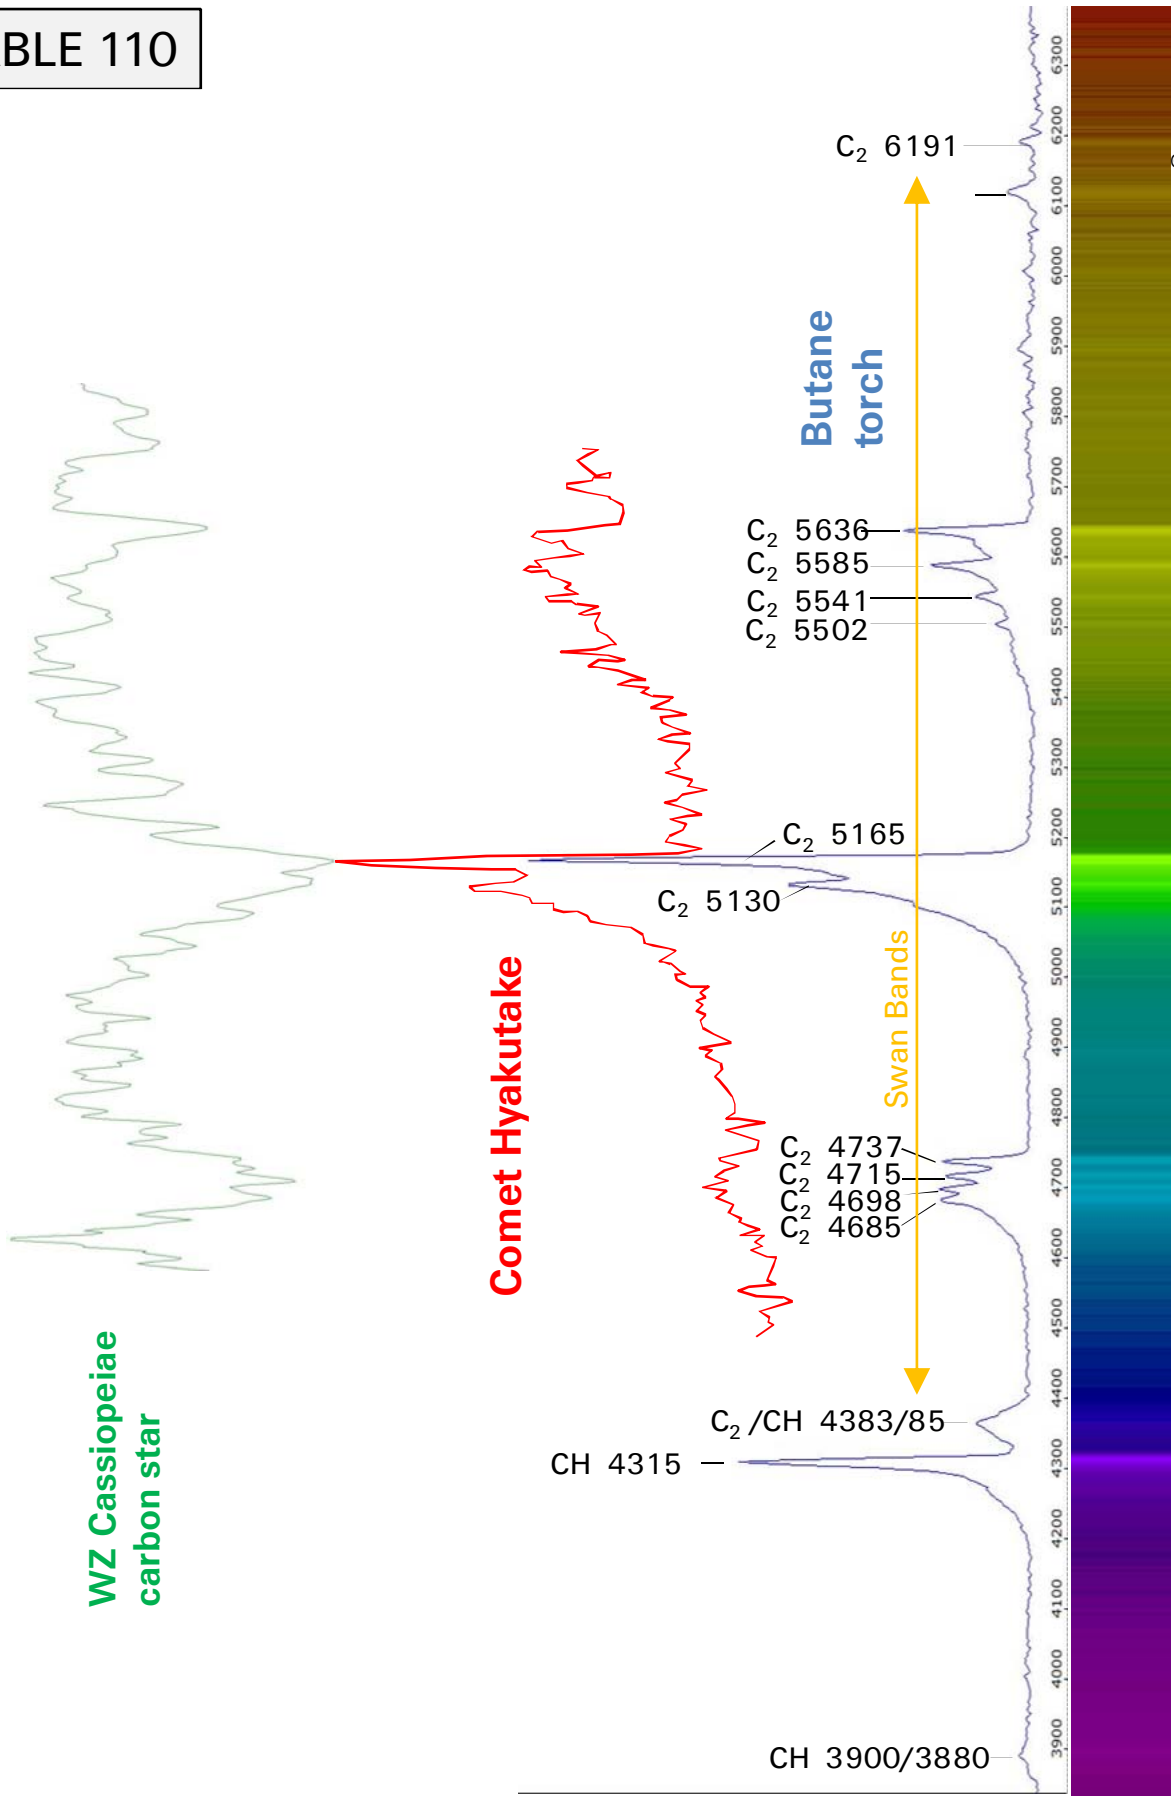 BLE 110
C₂ 6191
Butane
torch
C₂ 5636
C₂ 5585
C₂ 5541
C₂ 5502
C₂ 5165
C₂ 5130
Swan Bands
Comet Hyakutake
C₂ 4737
C₂ 4715
C₂ 4698
C₂ 4685
WZ Cassiopeiae
carbon star
C₂ /CH 4383/85
CH 4315
CH 3900/3880
6300
6200
6100
6000
5900
5800
5700
5600
5500
5400
5300
5200
5100
5000
4900
4800
4700
4600
4500
4400
4300
4200
4100
4000
3900